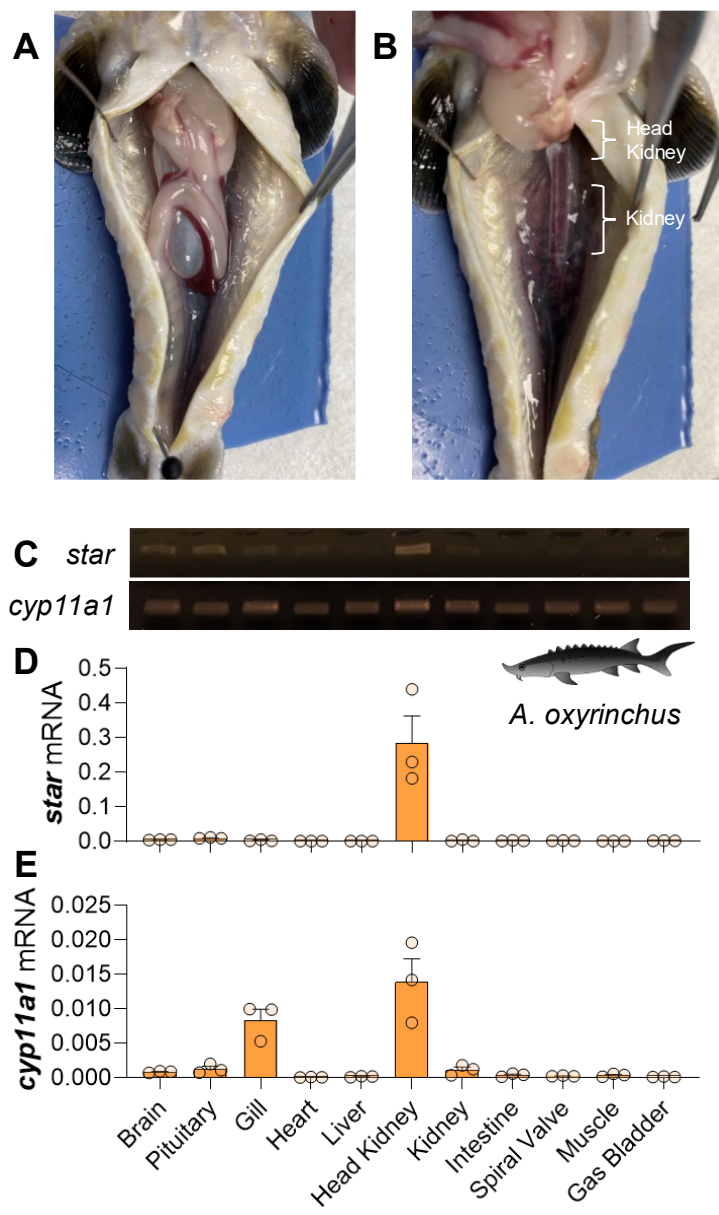 A
B
Head
Kidney
Kidney
C
star
cyp11a1
D
A. oxyrinchus
star mRNA
0.5
0.4
0.3
0.2
0.1
0.0
E
cyp11a1 mRNA
0.025
0.020
0.015
0.010
0.005
0.000
Brain
Pituitary
Gill
Heart
Liver
Head Kidney
Kidney
Intestine
Spiral Valve
Muscle
Gas Bladder